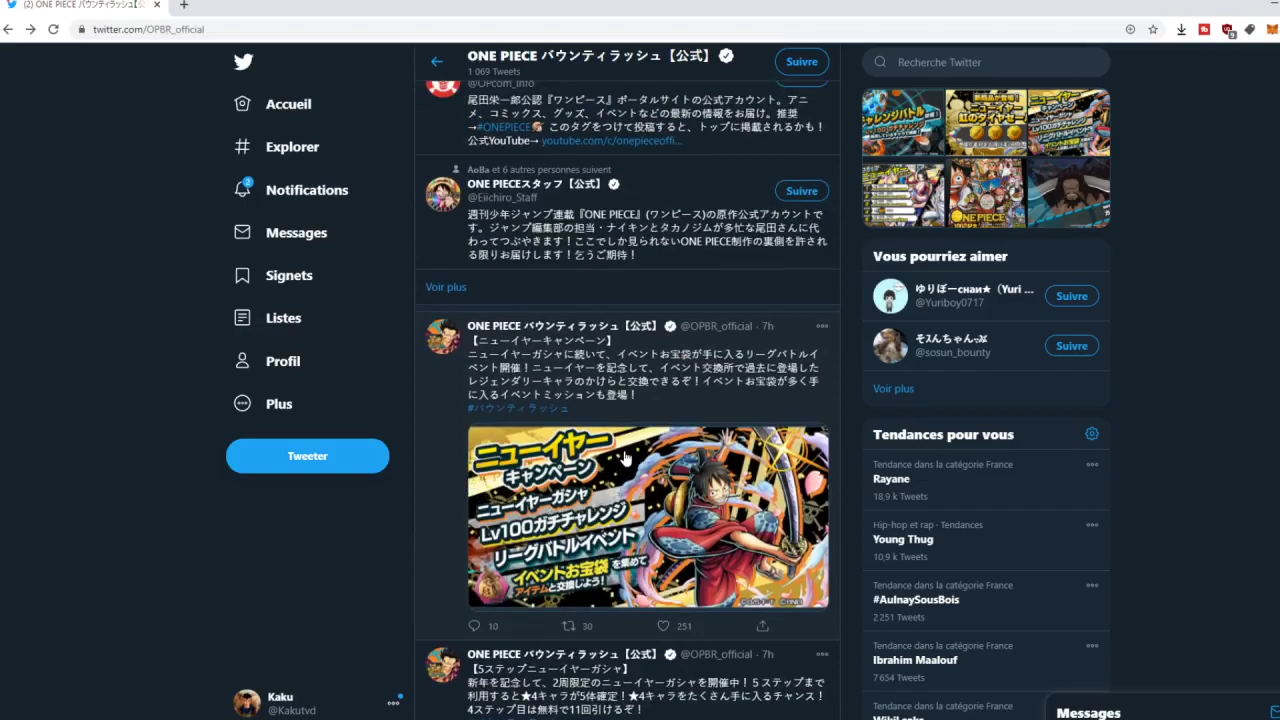 (2) ONE PIECE バウンティラッシュ【公
twitter.com/OPBR_official
Accueil
Explorer
2
Notifications
Messages
Signets
Listes
Profil
Plus
Tweeter
Kaku
@Kakutvd
ONE PIECE バウンティラッシュ【公式】
1 069 Tweets
Suivre
@OPcom_info
尾田栄一郎公認『ワンピース』ポータルサイトの公式アカウント。アニ
メ、コミックス、グッズ、イベントなどの最新の情報をお届け。推奨
→#ONEPIECE このタグをつけて投稿すると、トップに掲載されるかも！
公式YouTube→ youtube.com/c/onepieceoffi...
AoBa et 6 autres personnes suivent
ONE PIECEスタッフ【公式】
@Eiichiro_Staff
Suivre
週刊少年ジャンプ連載『ONE PIECE』(ワンピース)の原作公式アカウントで
す。ジャンプ編集部の担当・ナイキンとタカノジムが多忙な尾田さんに代
わってつぶやきます！ここでしか見られないONE PIECE制作の裏側を許され
る限りお届けします！乞うご期待！
Voir plus
ONE PIECE バウンティラッシュ【公式】 @OPBR_official · 7h
【ニューイヤーキャンペーン】
ニューイヤーガシャに続いて、イベントお宝袋が手に入るリーグバトルイ
ベント開催！ニューイヤーを記念して、イベント交換所で過去に登場した
レジェンダリーキャラのかけらと交換できるぞ！イベントお宝袋が多く手
に入るイベントミッションも登場！
#バウンティラッシュ
ニューイヤー
キャンペーン
ニューイヤーガシャ
Lv100ガチチャレンジ
リーグバトルイベント
イベントお宝袋を集めて
アイテムと交換しよう！
10
30
251
ONE PIECE バウンティラッシュ【公式】 @OPBR_official · 7h
【5ステップニューイヤーガシャ】
新年を記念して、2周限定のニューイヤーガシャを開催中！５ステップまで
利用すると★4キャラが5体確定！★4キャラをたくさん手に入るチャンス！
4ステップ目は無料で11回引けるぞ！
Recherche Twitter
Vous pourriez aimer
@Yuriboy0717
Suivre
@sosun_bounty
Suivre
Voir plus
Tendances pour vous
Tendance dans la catégorie France
Rayane
18,9 k Tweets
Hip-hop et rap · Tendances
Young Thug
10,9 k Tweets
Tendance dans la catégorie France
#AulnaySousBois
2 251 Tweets
Tendance dans la catégorie France
Ibrahim Maalouf
7 654 Tweets
Tendance dans la catégorie France
Messages